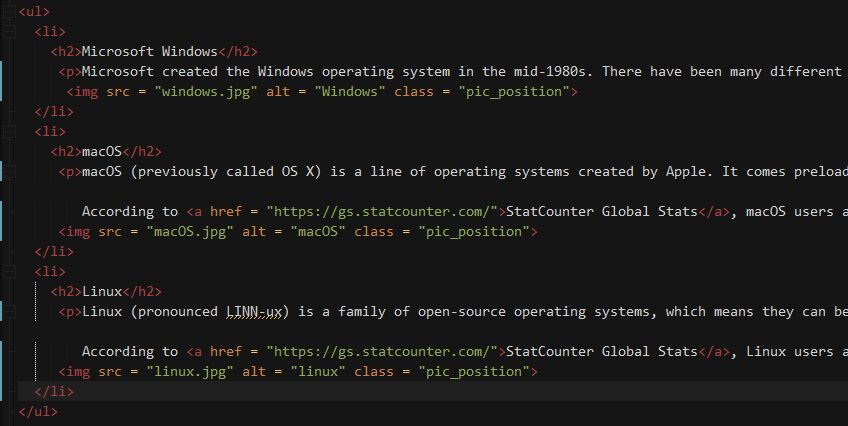 <ul>
<li>
<h2>Microsoft Windows</h2>
<p>Microsoft created the Windows operating system in the mid-1980s. There have been many different
<img src = "windows.jpg" alt = "Windows" class = "pic_position">
</li>
<li>
<h2>macOS</h2>
<p>macOS (previously called OS X) is a line of operating systems created by Apple. It comes preload
According to <a href = "https://gs.statcounter.com/">StatCounter Global Stats</a>, macOS users a
<img src = "macOS.jpg" alt = "macOS" class = "pic_position">
</li>
<li>
<h2>Linux</h2>
<p>Linux (pronounced LINN-ux) is a family of open-source operating systems, which means they can be
According to <a href = "https://gs.statcounter.com/">StatCounter Global Stats</a>, Linux users a
<img src = "linux.jpg" alt = "linux" class = "pic_position">
</li>
</ul>